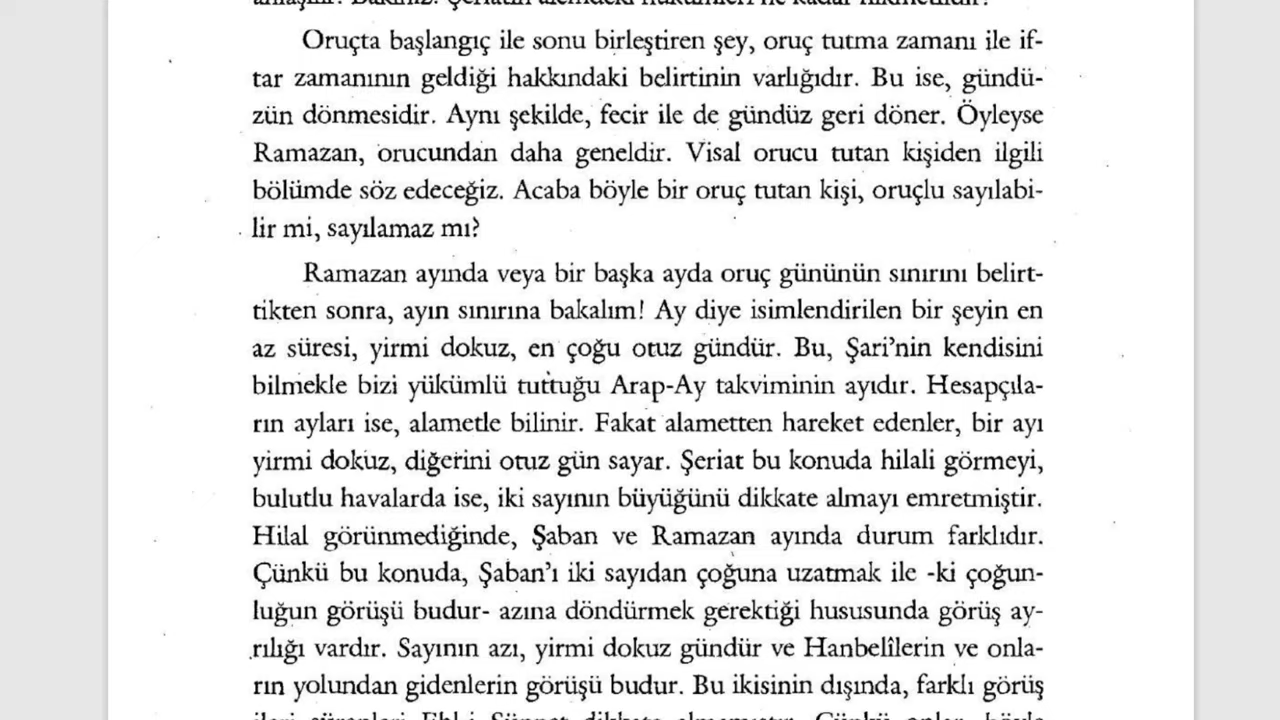 Oruçta başlangıç ile sonu birleştiren şey, oruç tutma zamanı ile if-
tar zamanının geldiği hakkındaki belirtinin varlığıdır. Bu ise, gündü-
zün dönmesidir. Aynı şekilde, fecir ile de gündüz geri döner. Öyleyse
Ramazan, orucundan daha geneldir. Visal orucu tutan kişiden ilgili
bölümde söz edeceğiz. Acaba böyle bir oruç tutan kişi, oruçlu sayılabi-
lir mi, sayılamaz mı?
Ramazan ayında veya bir başka ayda oruç gününün sınırını belirt-
tikten sonra, ayın sınırına bakalım! Ay diye isimlendirilen bir şeyin en
az süresi, yirmi dokuz, en çoğu otuz gündür. Bu, Şari’nin kendisini
bilmekle bizi yükümlü tuttuğu Arap-Ay takviminin ayıdır. Hesapçıla-
rın ayları ise, alametle bilinir. Fakat alametten hareket edenler, bir ayı
yirmi dokuz, diğerini otuz gün sayar. Şeriat bu konuda hilali görmeyi,
bulutlu havalarda ise, iki sayının büyüğünü dikkate almayı emretmiştir.
Hilal görünmediğinde, Şaban ve Ramazan ayında durum farklıdır.
Çünkü bu konuda, Şaban’ı iki sayıdan çoğuna uzatmak ile -ki çoğun-
luğun görüşü budur- azına döndürmek gerektiği hususunda görüş ay-
rılığı vardır. Sayının azı, yirmi dokuz gündür ve Hanbelîlerin ve onla-
rın yolundan gidenlerin görüşü budur. Bu ikisinin dışında, farklı görüş